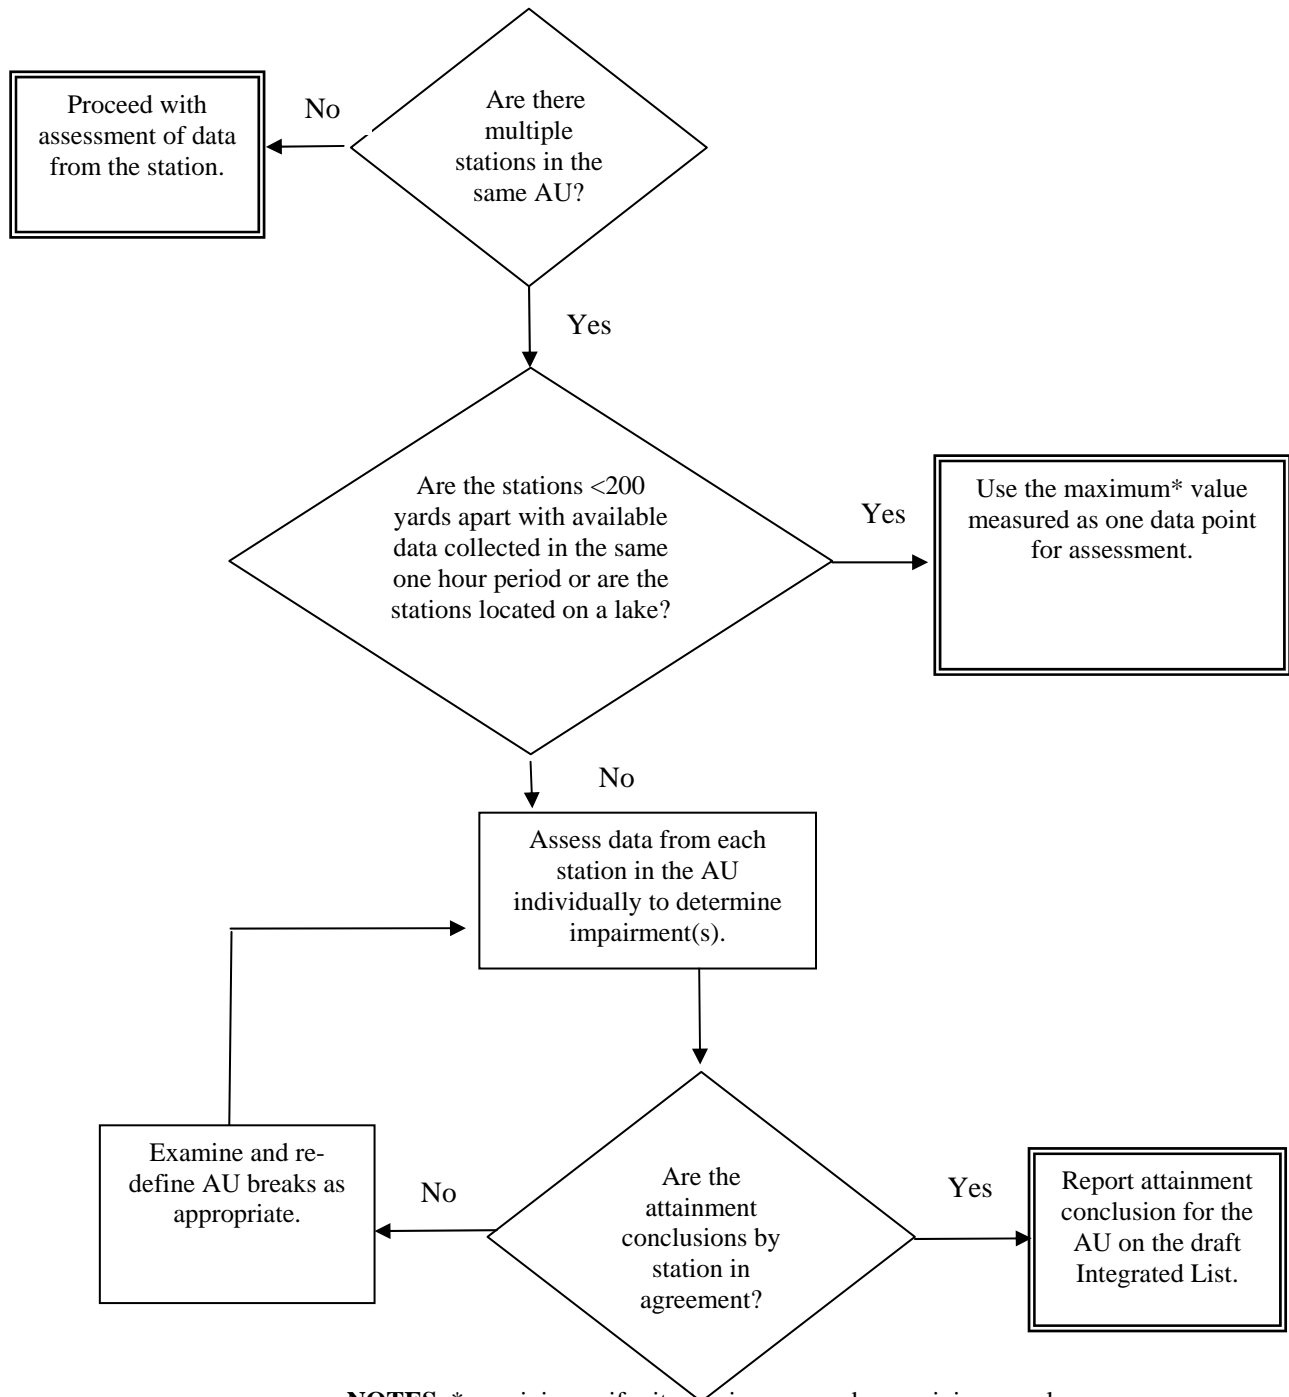 Are there
multiple
stations in the
same AU?
No
Proceed with
assessment of data
from the station.
Yes
Are the stations <200
yards apart with available
data collected in the same
one hour period or are the
stations located on a lake?
Yes
Use the maximum* value
measured as one data point
for assessment.
No
Assess data from each
station in the AU
individually to determine
impairment(s).
Are the
attainment
conclusions by
station in
agreement?
No
Examine and re-
define AU breaks as
appropriate.
Yes
Report attainment
conclusion for the
AU on the draft
Integrated List.